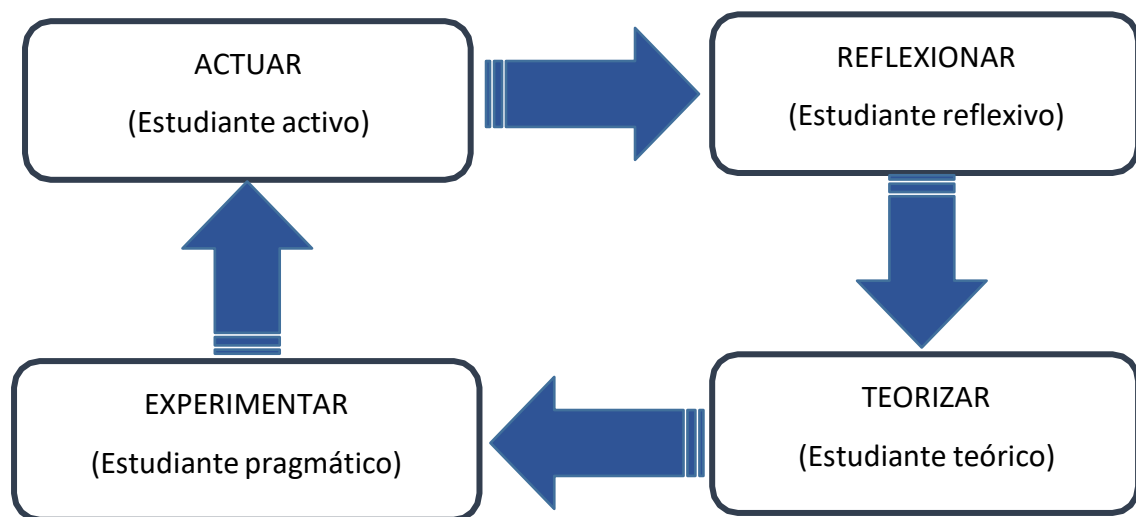 ACTUAR
(Estudiante activo)
REFLEXIONAR
(Estudiante reflexivo)
EXPERIMENTAR
(Estudiante pragmático)
TEORIZAR
(Estudiante teórico)